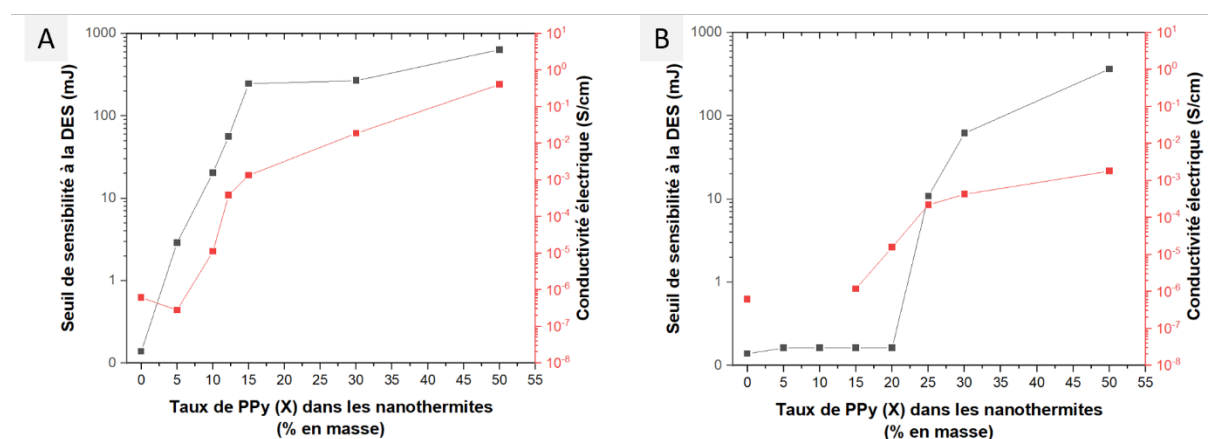 A
1000
100
10
1
0
Seuil de sensibilité à la DES (mJ)
10^1
10^0
10^-1
10^-2
10^-3
10^-4
10^-5
10^-6
10^-7
10^-8
Conductivité électrique (S/cm)
0 5 10 15 20 25 30 35 40 45 50 55
Taux de PPy (X) dans les nanothermites
(% en masse)
B
1000
100
10
1
0
Seuil de sensibilité à la DES (mJ)
10^1
10^0
10^-1
10^-2
10^-3
10^-4
10^-5
10^-6
10^-7
10^-8
Conductivité électrique (S/cm)
0 5 10 15 20 25 30 35 40 45 50 55
Taux de PPy (X) dans les nanothermites
(% en masse)